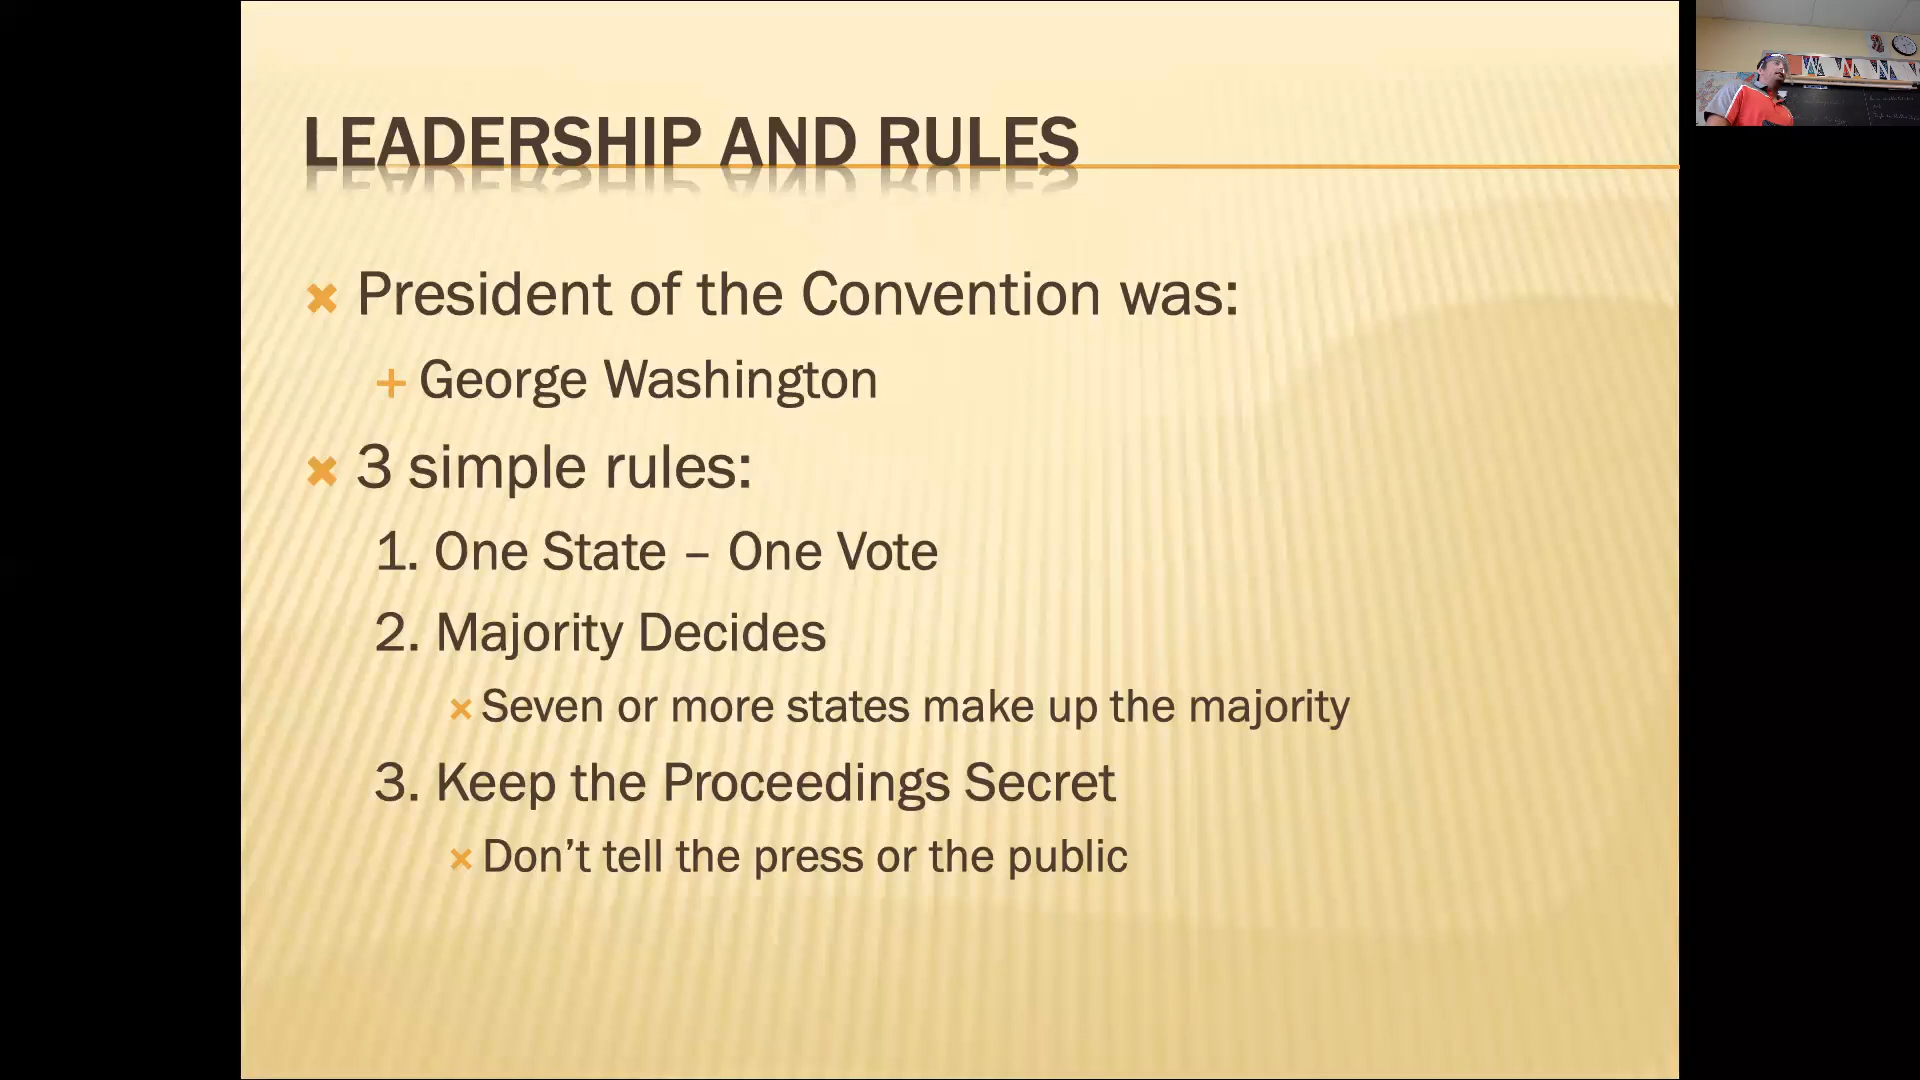 LEADERSHIP AND RULES
President of the Convention was:
George Washington
3 simple rules:
1. One State – One Vote
2. Majority Decides
Seven or more states make up the majority
3. Keep the Proceedings Secret
Don’t tell the press or the public